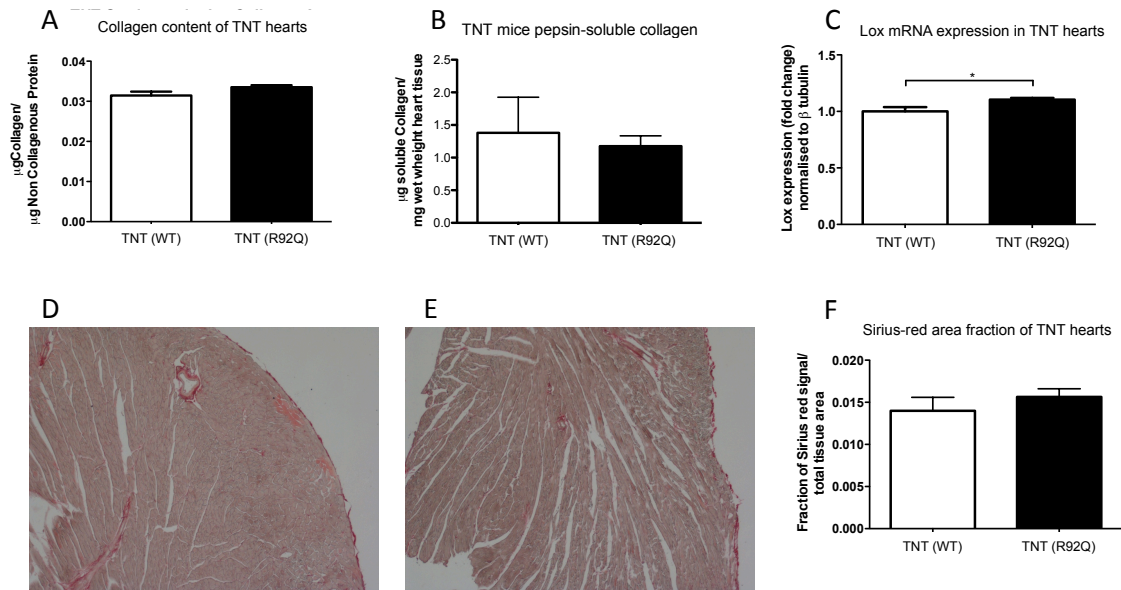 A
Collagen content of TNT hearts
µgCollagen/
µg Non Collagenous Protein
0.04
0.03
0.02
0.01
0.00
TNT (WT)
TNT (R92Q)
B
TNT mice pepsin-soluble collagen
µg soluble Collagen/
mg wet wheight heart tissue
2.5
2.0
1.5
1.0
0.5
0.0
TNT (WT)
TNT (R92Q)
C
Lox mRNA expression in TNT hearts
Lox expression (fold change)
normalised to β tubulin
1.5
1.0
0.5
0.0
*
TNT (WT)
TNT (R92Q)
D
E
F
Sirius-red area fraction of TNT hearts
Fraction of Sirius red signal/
total tissue area
0.020
0.015
0.010
0.005
0.000
TNT (WT)
TNT (R92Q)